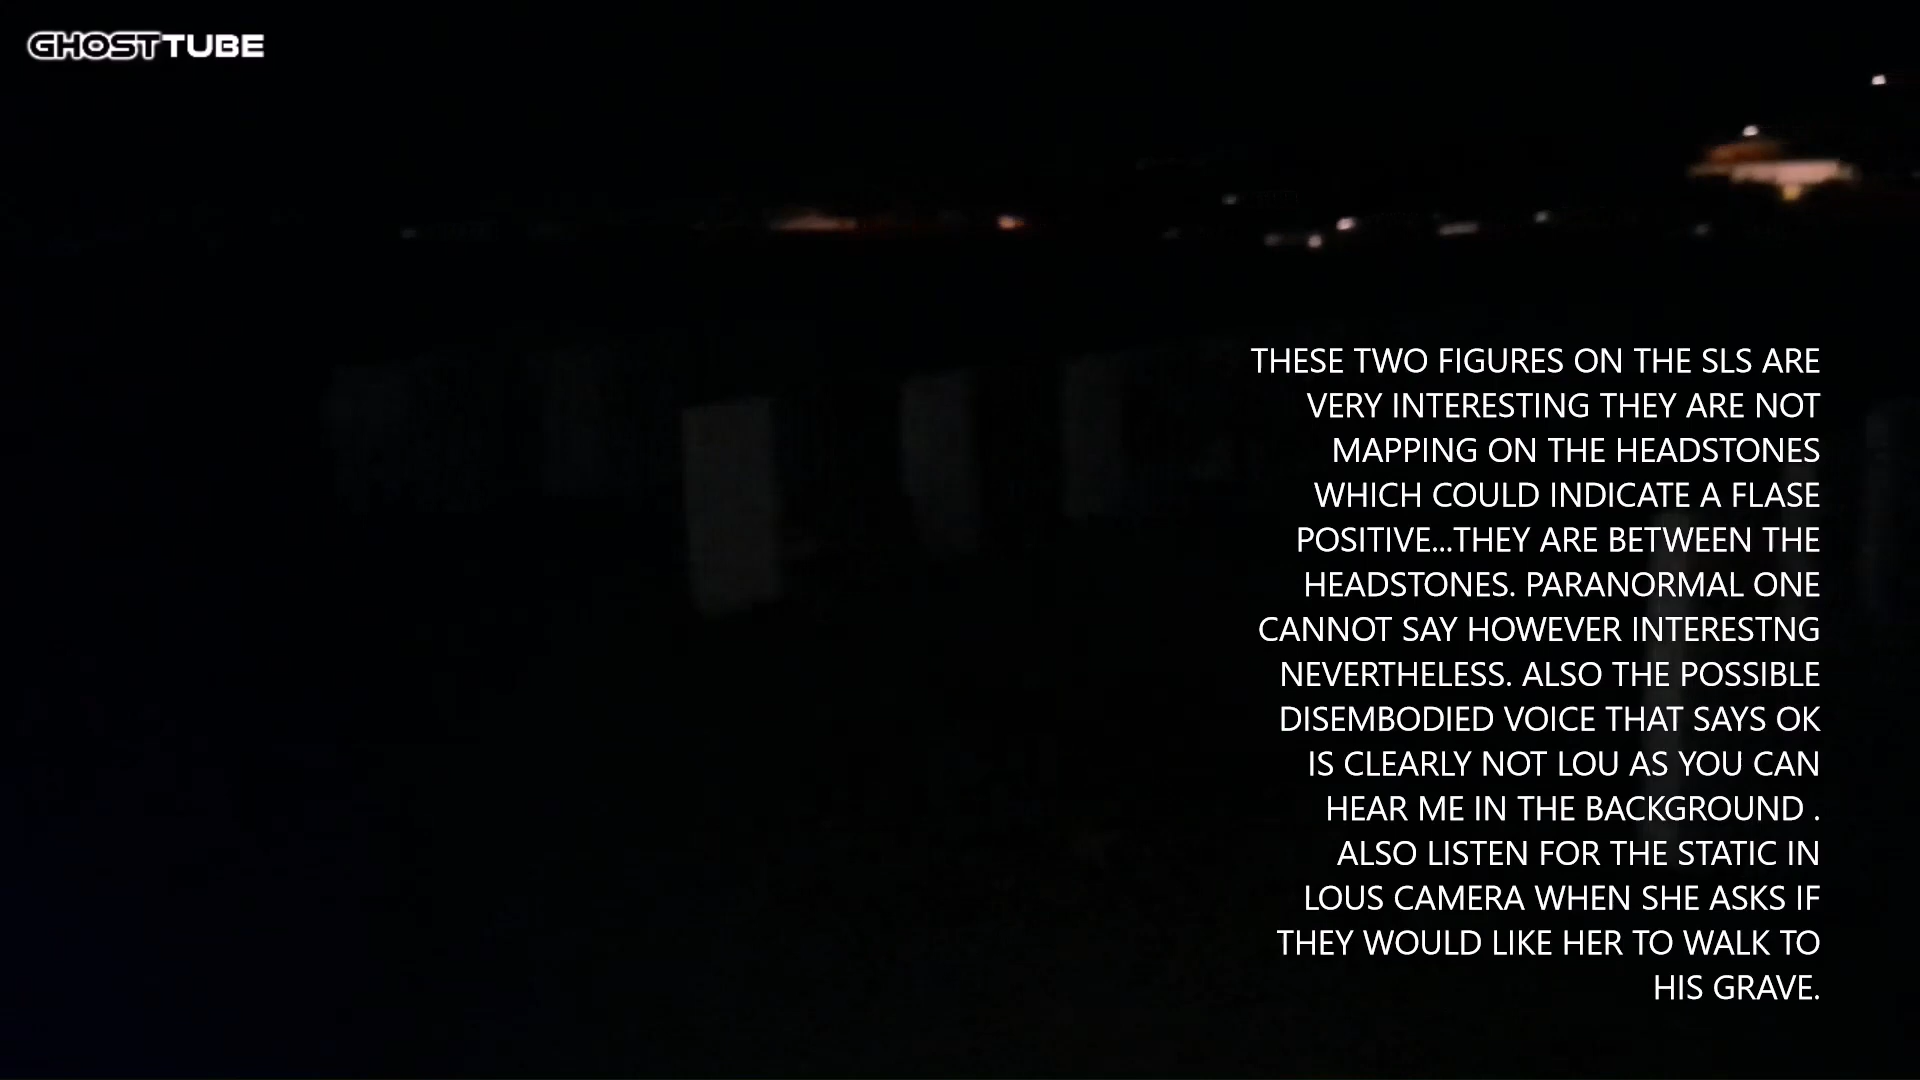 GHOSTTUBE
THESE TWO FIGURES ON THE SLS ARE
VERY INTERESTING THEY ARE NOT
MAPPING ON THE HEADSTONES
WHICH COULD INDICATE A FLASE
POSITIVE...THEY ARE BETWEEN THE
HEADSTONES. PARANORMAL ONE
CANNOT SAY HOWEVER INTERESTNG
NEVERTHELESS. ALSO THE POSSIBLE
DISEMBODIED VOICE THAT SAYS OK
IS CLEARLY NOT LOU AS YOU CAN
HEAR ME IN THE BACKGROUND .
ALSO LISTEN FOR THE STATIC IN
LOUS CAMERA WHEN SHE ASKS IF
THEY WOULD LIKE HER TO WALK TO
HIS GRAVE.